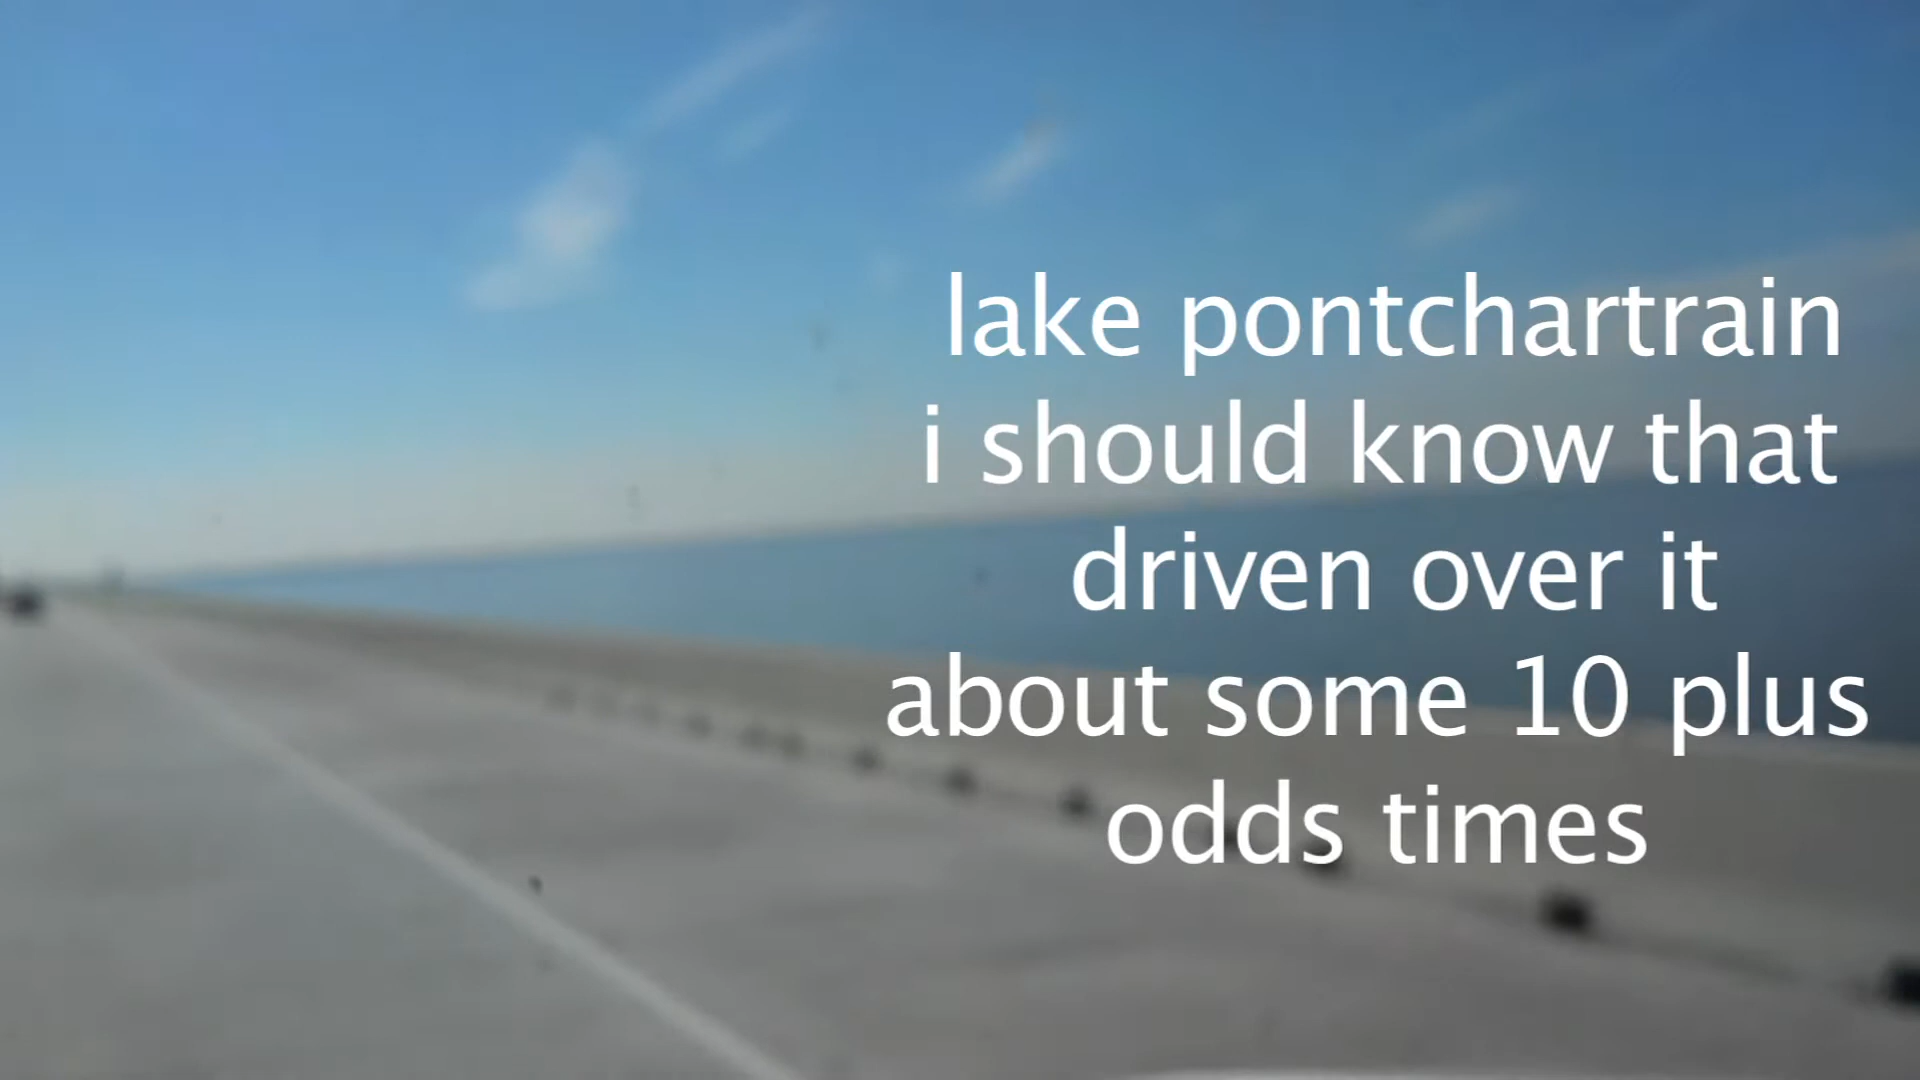 lake pontchartrain
i should know that
driven over it
about some 10 plus
odds times